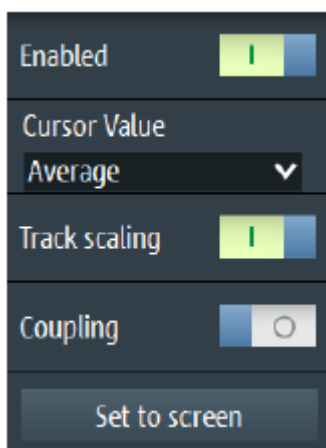 Enabled
Cursor Value
Average
Track scaling
Coupling
Set to screen